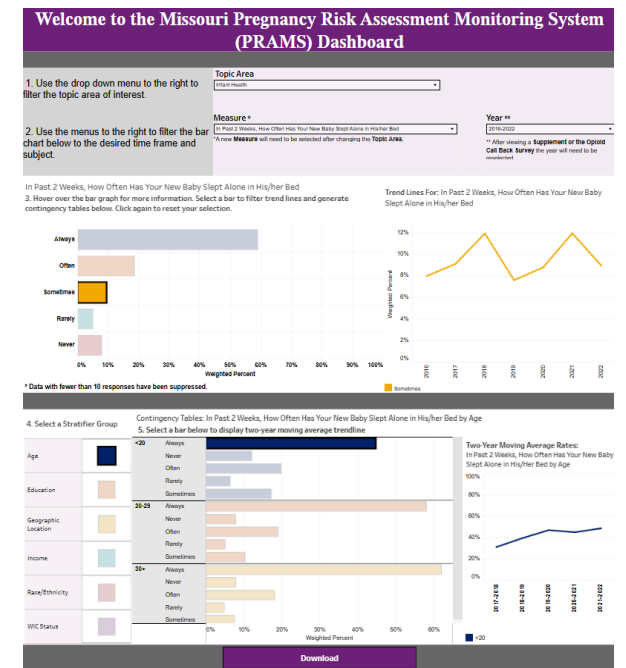 Welcome to the Missouri Pregnancy Risk Assessment Monitoring System
(PRAMS) Dashboard
1. Use the drop down menu to the right to
filter the topic area of interest.
Topic Area
Infant Health
2. Use the menus to the right to filter the bar
chart below to the desired time frame and
subject.
Measure *
In Past 2 Weeks, How Often Has Your New Baby Slept Alone in His/her Bed
*A new Measure will need to be selected after changing the Topic Area.
Year **
2016-2022
** After viewing a Supplement or the Opioid
Call Back Survey the year will need to be
reselected
In Past 2 Weeks, How Often Has Your New Baby Slept Alone in His/her Bed
3. Hover over the bar graph for more information. Select a bar to filter trend lines and generate
contingency tables below. Click again to reset your selection.
Always
Often
Sometimes
Rarely
Never
0% 10% 20% 30% 40% 50% 60% 70% 80% 90% 100%
Weighted Percent
* Data with fewer than 10 responses have been suppressed.
Trend Lines For: In Past 2 Weeks, How Often Has Your New Baby
Slept Alone in His/her Bed
12%
10%
8%
6%
4%
2%
0%
Weighted Percent
2016 2017 2018 2019 2020 2021 2022
Sometimes
4. Select a Stratifier Group
Age
Education
Geographic
Location
Income
Race/Ethnicity
WIC Status
Contingency Tables: In Past 2 Weeks, How Often Has Your New Baby Slept Alone in His/her Bed by Age
5. Select a bar below to display two-year moving average trendline
<20 Always
Never
Often
Rarely
Sometimes
20-29 Always
Never
Often
Rarely
Sometimes
30+ Always
Never
Often
Rarely
Sometimes
0% 10% 20% 30% 40% 50% 60%
Weighted Percent
Two-Year Moving Average Rates:
In Past 2 Weeks, How Often Has Your New Baby
Slept Alone in His/Her Bed by Age
100%
80%
60%
40%
20%
0%
2017-2018 2018-2019 2019-2020 2020-2021 2021-2022
<20
Download